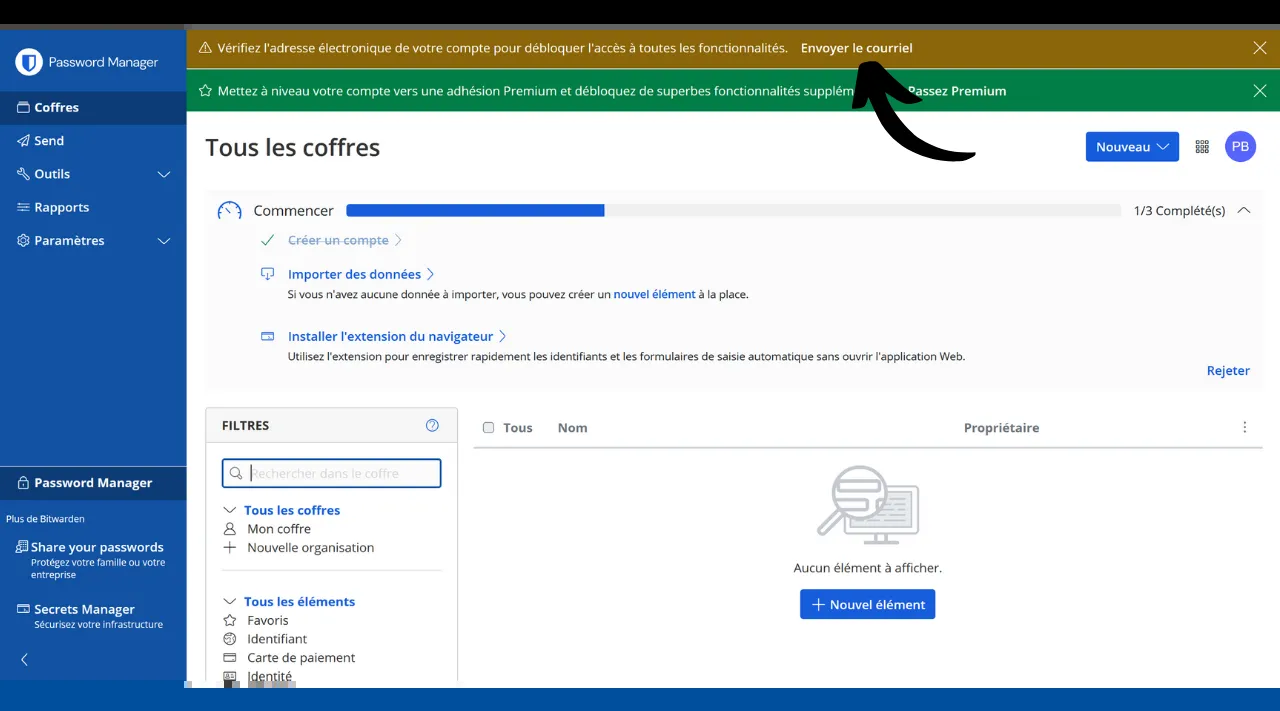 Password Manager
Coffres
Send
Outils
Rapports
Paramètres
Password Manager
Plus de Bitwarden
Share your passwords
Protégez votre famille ou votre
entreprise
Secrets Manager
Sécurisez votre infrastructure
Vérifiez l'adresse électronique de votre compte pour débloquer l'accès à toutes les fonctionnalités. Envoyer le courriel
Mettez à niveau votre compte vers une adhésion Premium et débloquez de superbes fonctionnalités Passez Premium
Tous les coffres
Nouveau
PB
Commencer
1/3 Complété(s)
Créer un compte
Importer des données
Si vous n'avez aucune donnée à importer, vous pouvez créer un nouvel élément à la place.
Installer l'extension du navigateur
Utilisez l'extension pour enregistrer rapidement les identifiants et les formulaires de saisie automatique sans ouvrir l'application Web.
Rejeter
FILTRES
Rechercher dans le coffre
Tous les coffres
Mon coffre
Nouvelle organisation
Tous les éléments
Favoris
Identifiant
Carte de paiement
Identité
Tous Nom Propriétaire
Aucun élément à afficher.
Nouvel élément